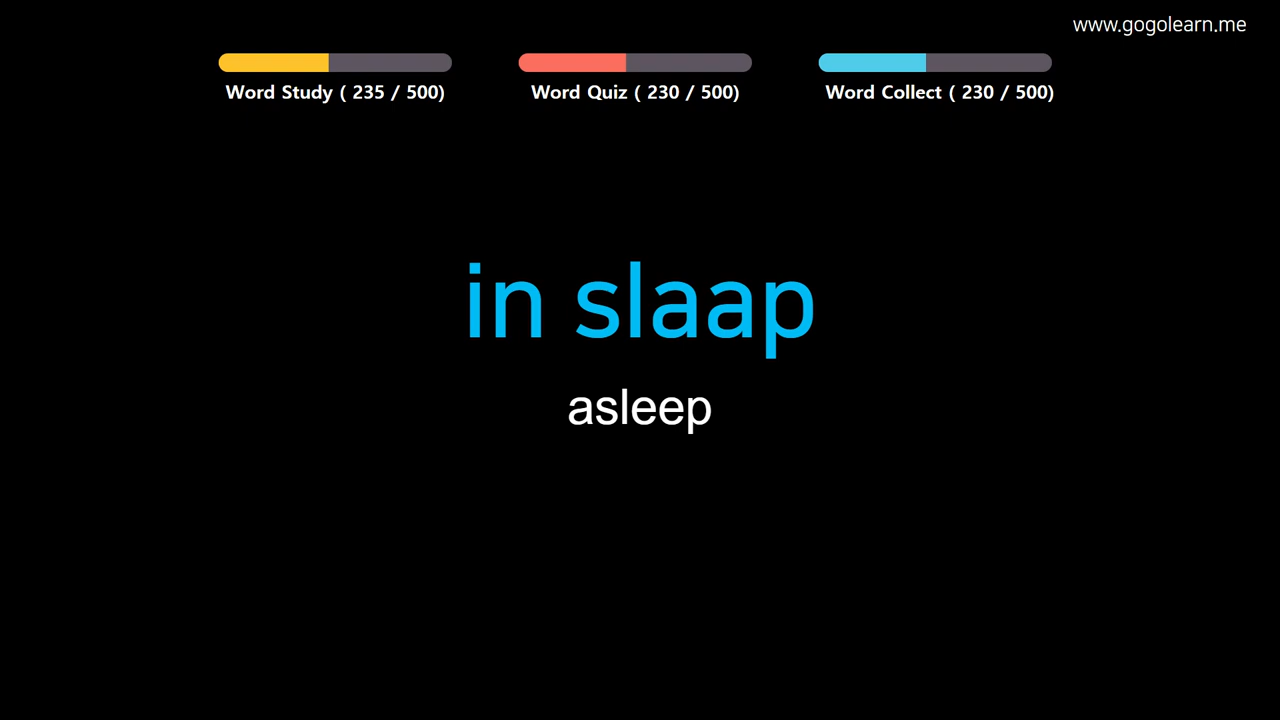 www.gogolearn.me
Word Study ( 235 / 500)
Word Quiz ( 230 / 500)
Word Collect ( 230 / 500)
in slaap
asleep